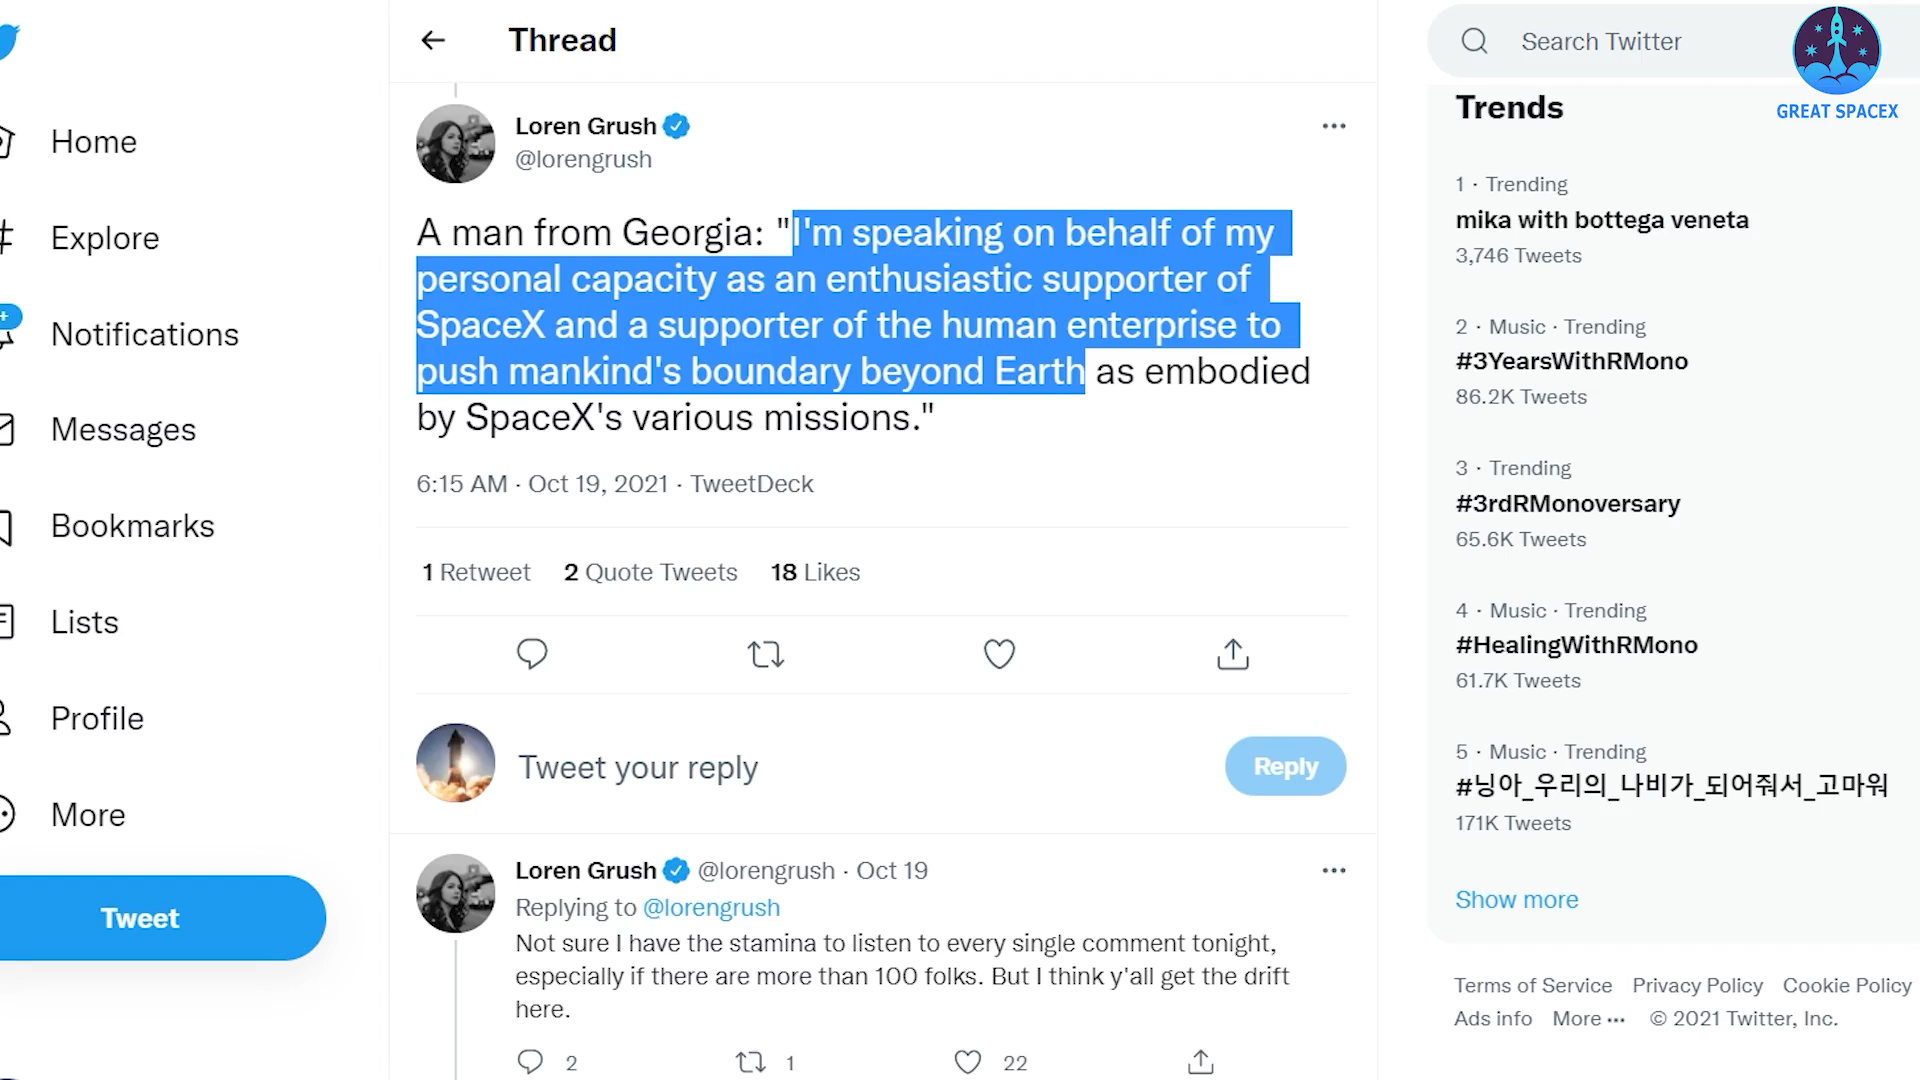 Home
Explore
Notifications
Messages
Bookmarks
Lists
Profile
More
Tweet
Thread
Loren Grush
@lorengrush
A man from Georgia: "I'm speaking on behalf of my
personal capacity as an enthusiastic supporter of
SpaceX and a supporter of the human enterprise to
push mankind's boundary beyond Earth as embodied
by SpaceX's various missions."
6:15 AM · Oct 19, 2021 · TweetDeck
1 Retweet 2 Quote Tweets 18 Likes
Tweet your reply
Reply
Loren Grush @lorengrush · Oct 19
Replying to @lorengrush
Not sure I have the stamina to listen to every single comment tonight,
especially if there are more than 100 folks. But I think y'all get the drift
here.
2 1 22
Search Twitter
GREAT SPACEX
Trends
1 · Trending
mika with bottega veneta
3,746 Tweets
2 · Music · Trending
#3YearsWithRMono
86.2K Tweets
3 · Trending
#3rdRMonoversary
65.6K Tweets
4 · Music · Trending
#HealingWithRMono
61.7K Tweets
5 · Music · Trending
#닝아_우리의_나비가_되어줘서_고마워
171K Tweets
Show more
Terms of Service Privacy Policy Cookie Policy
Ads info More ··· © 2021 Twitter, Inc.